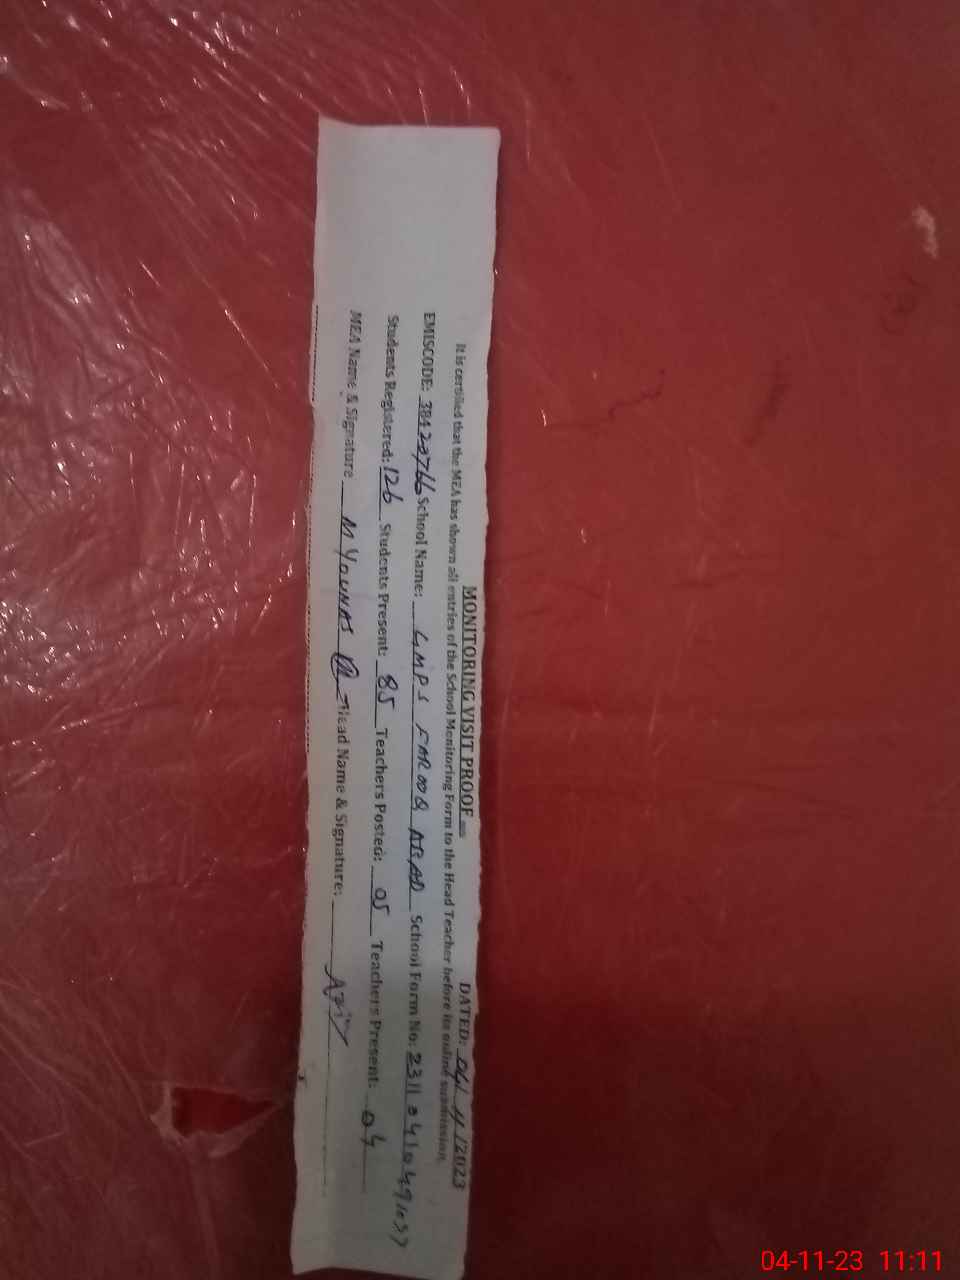 MONITORING VISIT PROOF DATED: 04/ 11 /2023
It is certified that the MEA has shown all entries of the School Monitoring Form to the Head Teacher before its online submission.
EMISCODE: 38422766 School Name: GMPS FAROOQ ABAD School Form No:
Students Registered: 126 Students Present: 85 Teachers Posted: 05 Teachers Present: 04
MEA Name & Signature M YOUNAS Head Name & Signature:
04-11-23 11:11